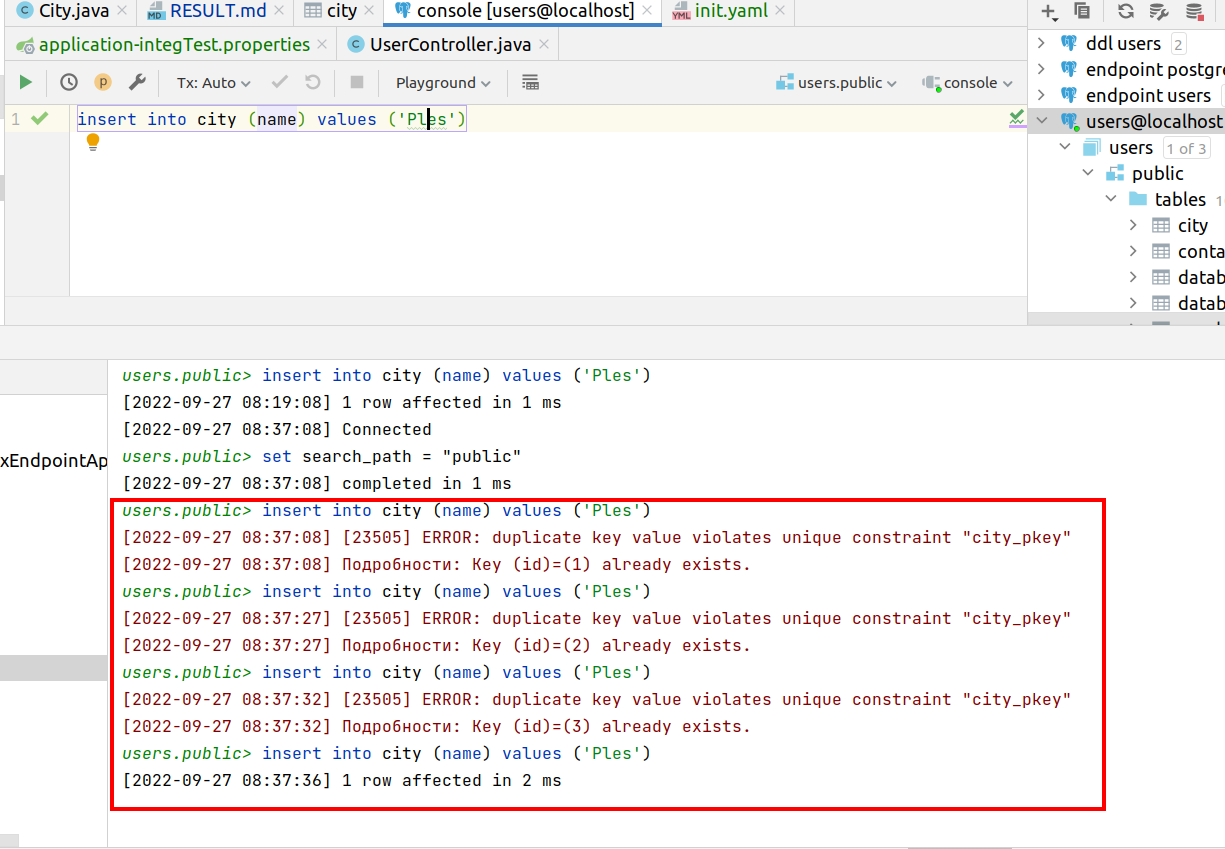 City.java
RESULT.md
city
console [users@localhost]
init.yaml
application-integTest.properties
UserController.java
Tx: Auto
Playground
users.public
console
1
insert into city (name) values ('Ples')
ddl users 2
endpoint postgre
endpoint users
users@localhost
users 1 of 3
public
tables 1
city
conta
datab
datab
xEndpointAp
users.public> insert into city (name) values ('Ples')
[2022-09-27 08:19:08] 1 row affected in 1 ms
[2022-09-27 08:37:08] Connected
users.public> set search_path = "public"
[2022-09-27 08:37:08] completed in 1 ms
users.public> insert into city (name) values ('Ples')
[2022-09-27 08:37:08] [23505] ERROR: duplicate key value violates unique constraint "city_pkey"
[2022-09-27 08:37:08] Подробности: Key (id)=(1) already exists.
users.public> insert into city (name) values ('Ples')
[2022-09-27 08:37:27] [23505] ERROR: duplicate key value violates unique constraint "city_pkey"
[2022-09-27 08:37:27] Подробности: Key (id)=(2) already exists.
users.public> insert into city (name) values ('Ples')
[2022-09-27 08:37:32] [23505] ERROR: duplicate key value violates unique constraint "city_pkey"
[2022-09-27 08:37:32] Подробности: Key (id)=(3) already exists.
users.public> insert into city (name) values ('Ples')
[2022-09-27 08:37:36] 1 row affected in 2 ms